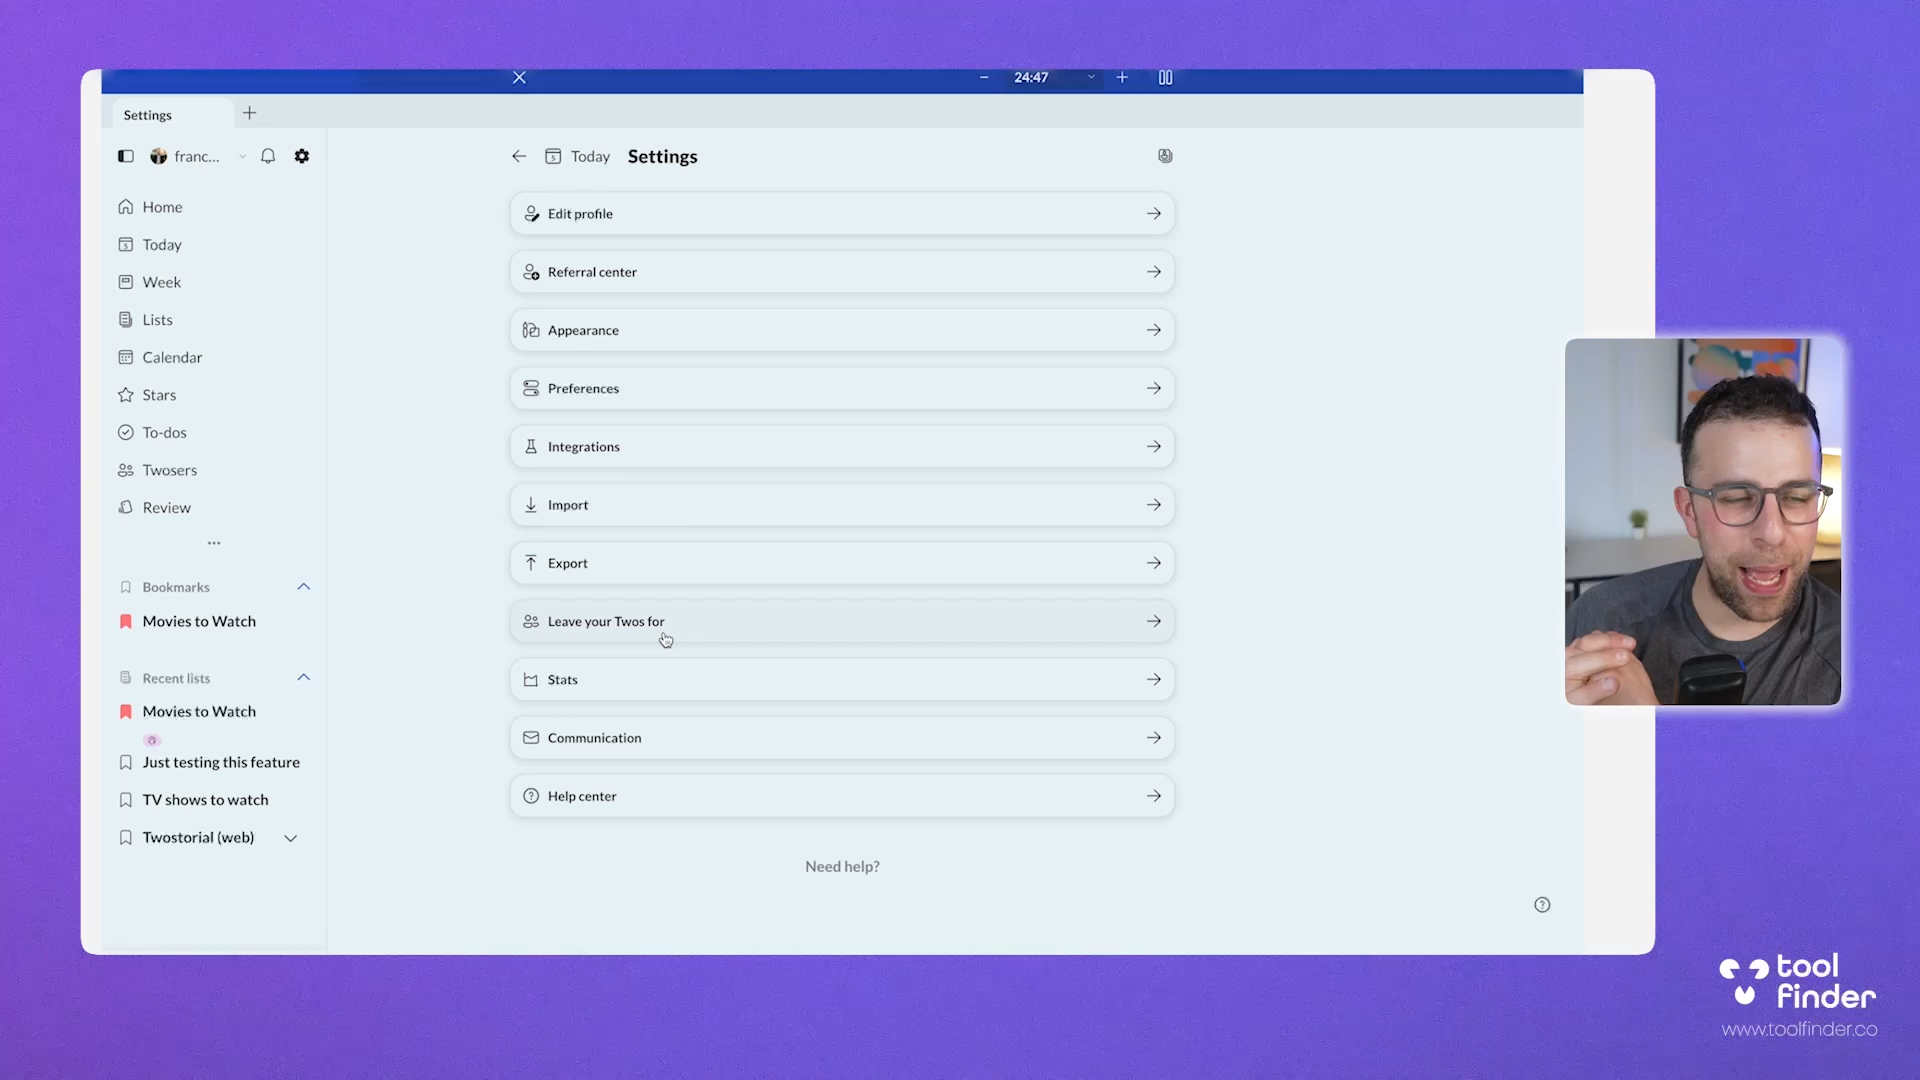 24:47
Settings
franc...
Today
Settings
Home
Today
Week
Lists
Calendar
Stars
To-dos
Twosers
Review
Bookmarks
Movies to Watch
Recent lists
Movies to Watch
Just testing this feature
TV shows to watch
Twostorial (web)
Edit profile
Referral center
Appearance
Preferences
Integrations
Import
Export
Leave your Twos for
Stats
Communication
Help center
Need help?
tool
finder
www.toolfinder.co